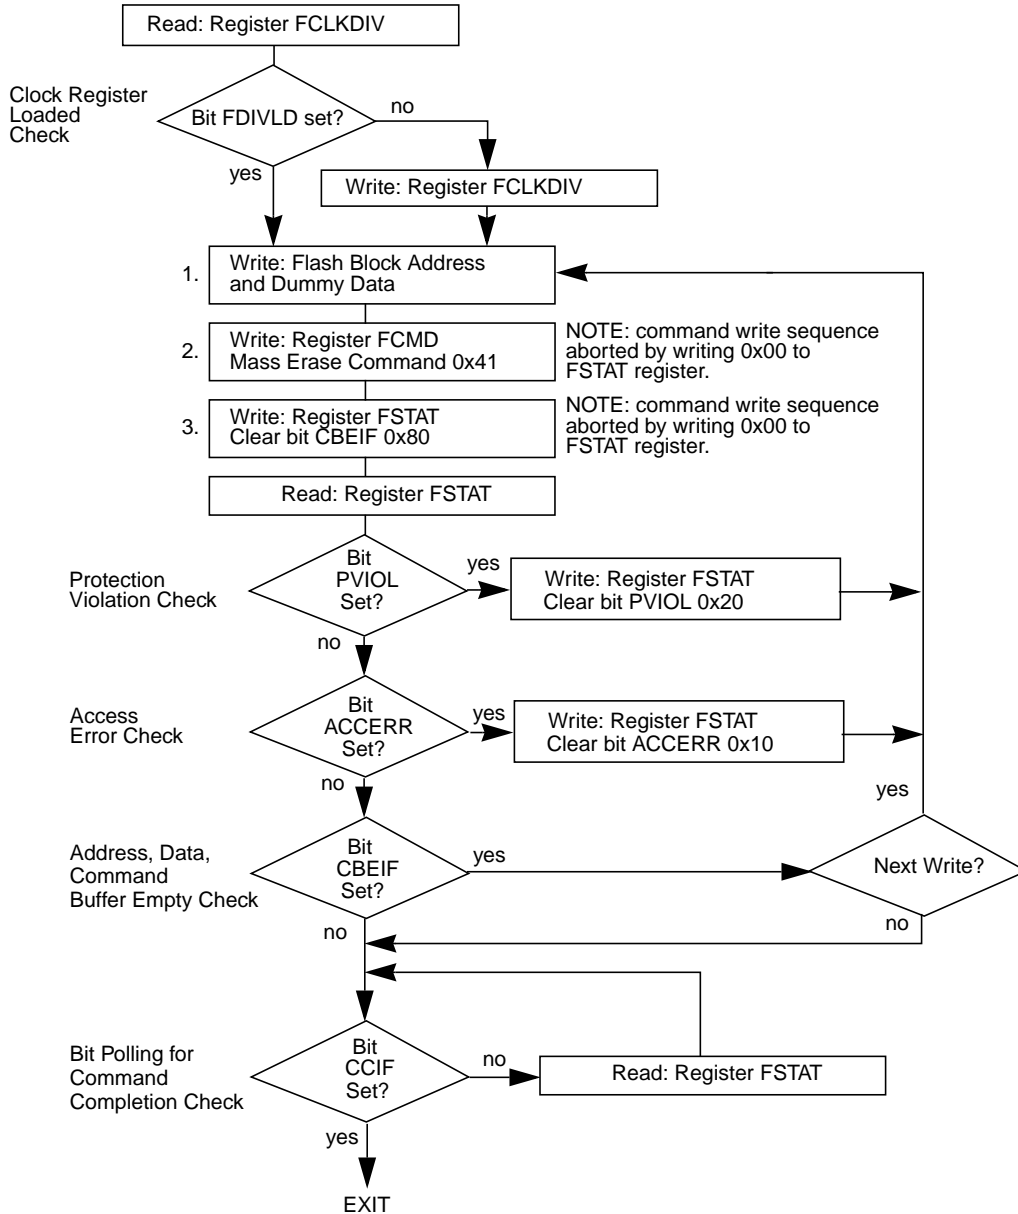 Read: Register FCLKDIV
Clock Register
Loaded
Check
Bit FDIVLD set?
no
yes
Write: Register FCLKDIV
1.
Write: Flash Block Address
and Dummy Data
2.
Write: Register FCMD
Mass Erase Command 0x41
NOTE: command write sequence
aborted by writing 0x00 to
FSTAT register.
3.
Write: Register FSTAT
Clear bit CBEIF 0x80
NOTE: command write sequence
aborted by writing 0x00 to
FSTAT register.
Read: Register FSTAT
Protection
Violation Check
Bit
PVIOL
Set?
yes
Write: Register FSTAT
Clear bit PVIOL 0x20
no
Access
Error Check
Bit
ACCERR
Set?
yes
Write: Register FSTAT
Clear bit ACCERR 0x10
no
yes
Address, Data,
Command
Buffer Empty Check
Bit
CBEIF
Set?
yes
Next Write?
no
no
Bit Polling for
Command
Completion Check
Bit
CCIF
Set?
no
Read: Register FSTAT
yes
EXIT